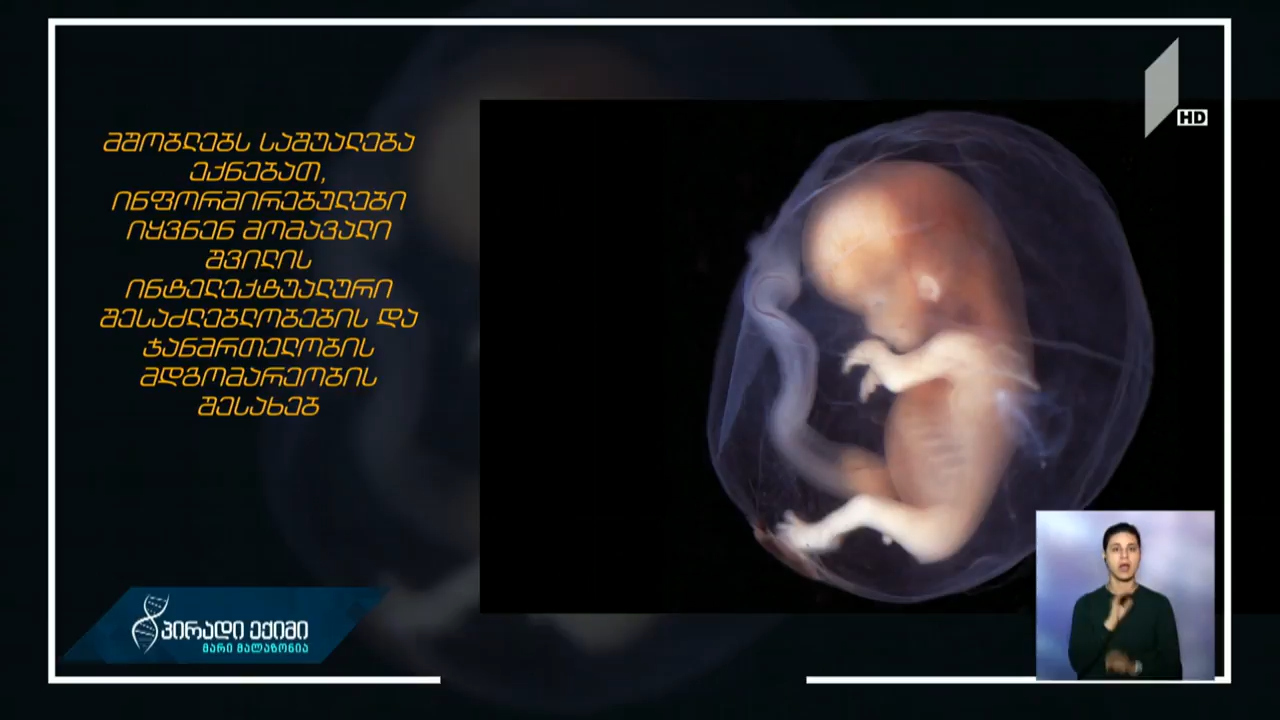 მშობლებს საშუალება
ექნებათ,
ინფორმირებულები
იყვნენ მომავალი
შვილის
ინტელექტუალური
შესაძლებლობების და
ჯანმრთელობის
მდგომარეობის
შესახებ
HD
პირადი ექიმი
მარი მალაზონია